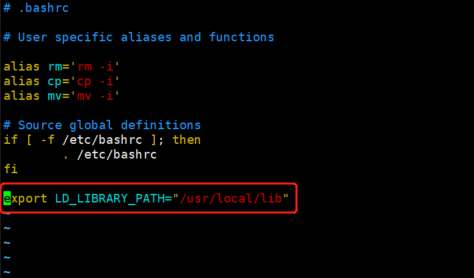 # .bashrc
# User specific aliases and functions
alias rm='rm -i'
alias cp='cp -i'
alias mv='mv -i'
# Source global definitions
if [ -f /etc/bashrc ]; then
. /etc/bashrc
fi
export LD_LIBRARY_PATH="/usr/local/lib"
~
~
~
~
~